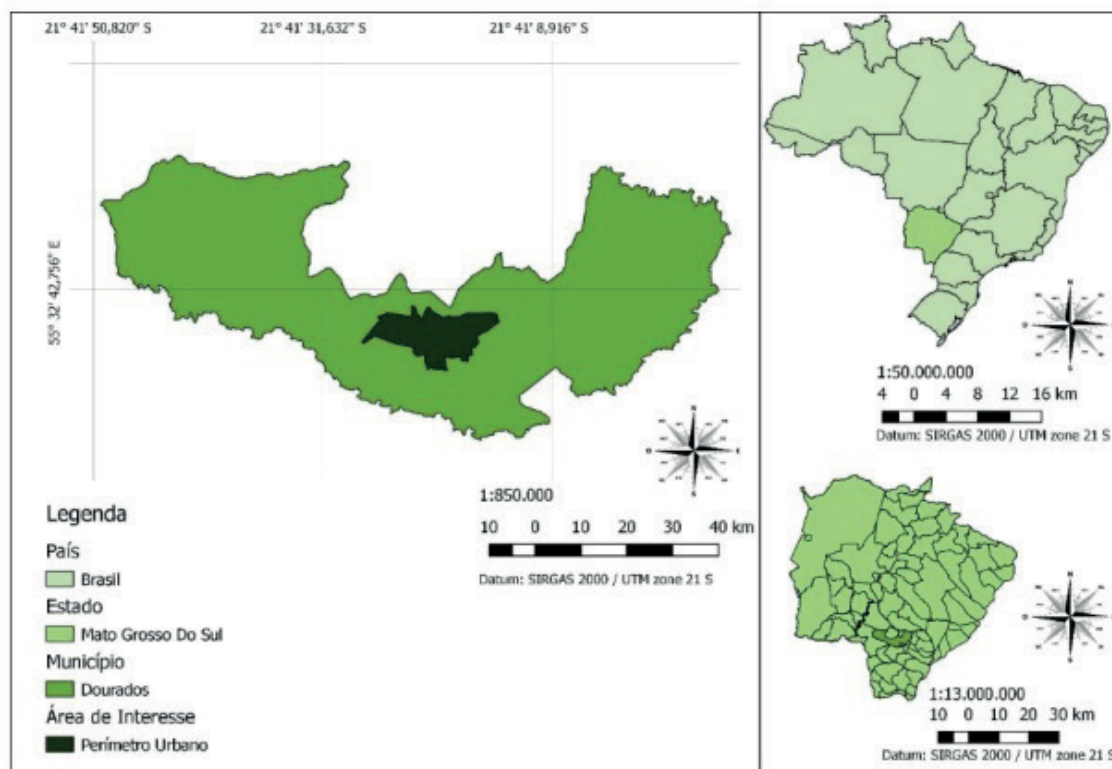 21° 41' 50,820" S
21° 41' 31,632" S
21° 41' 8,916" S
55° 32' 42,756" E
N
O
E
S
1:850.000
10 0 10 20 30 40 km
Datum: SIRGAS 2000 / UTM zone 21 S
Legenda
País
Brasil
Estado
Mato Grosso Do Sul
Município
Dourados
Área de Interesse
Perímetro Urbano
N
O
S
1:50.000.000
4 0 4 8 12 16 km
Datum: SIRGAS 2000 / UTM zone 21 S
N
O
S
1:13.000.000
10 0 10 20 30 km
Datum: SIRGAS 2000 / UTM zone 21 S